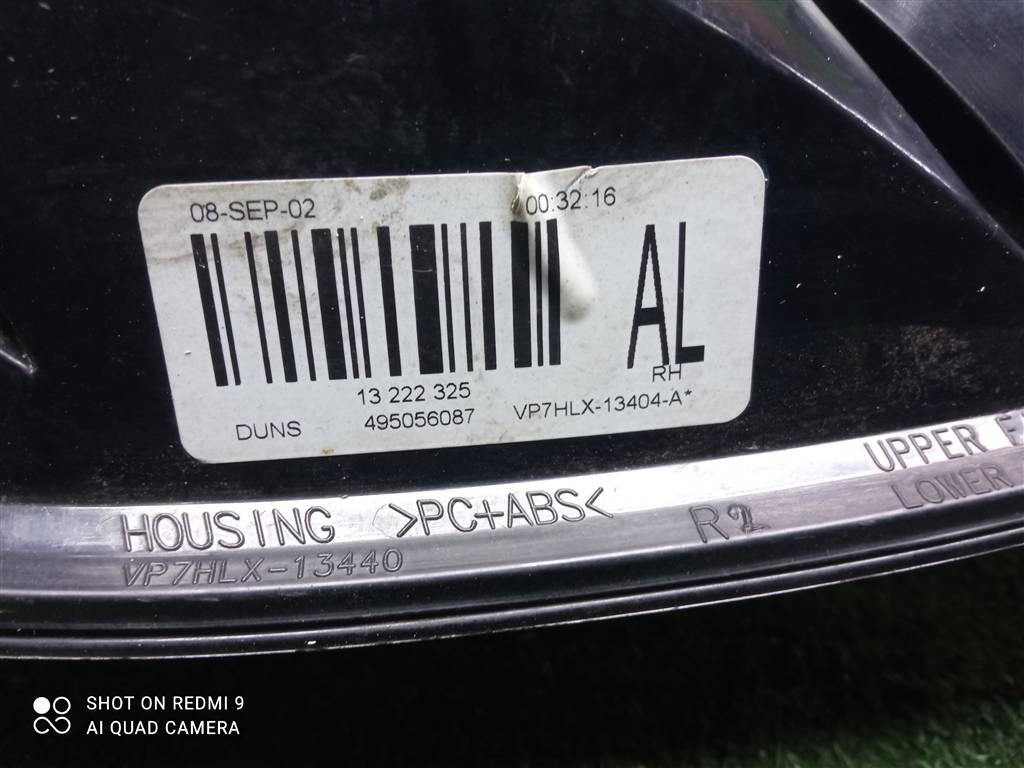 08-SEP-02 00:32:16
AL
RH
13 222 325
DUNS 495056087 VP7HLX-13404-A*
HOUSING >PC+ABS< R2 UPPER
VP7HLX-13440 LOWER
SHOT ON REDMI 9
AI QUAD CAMERA